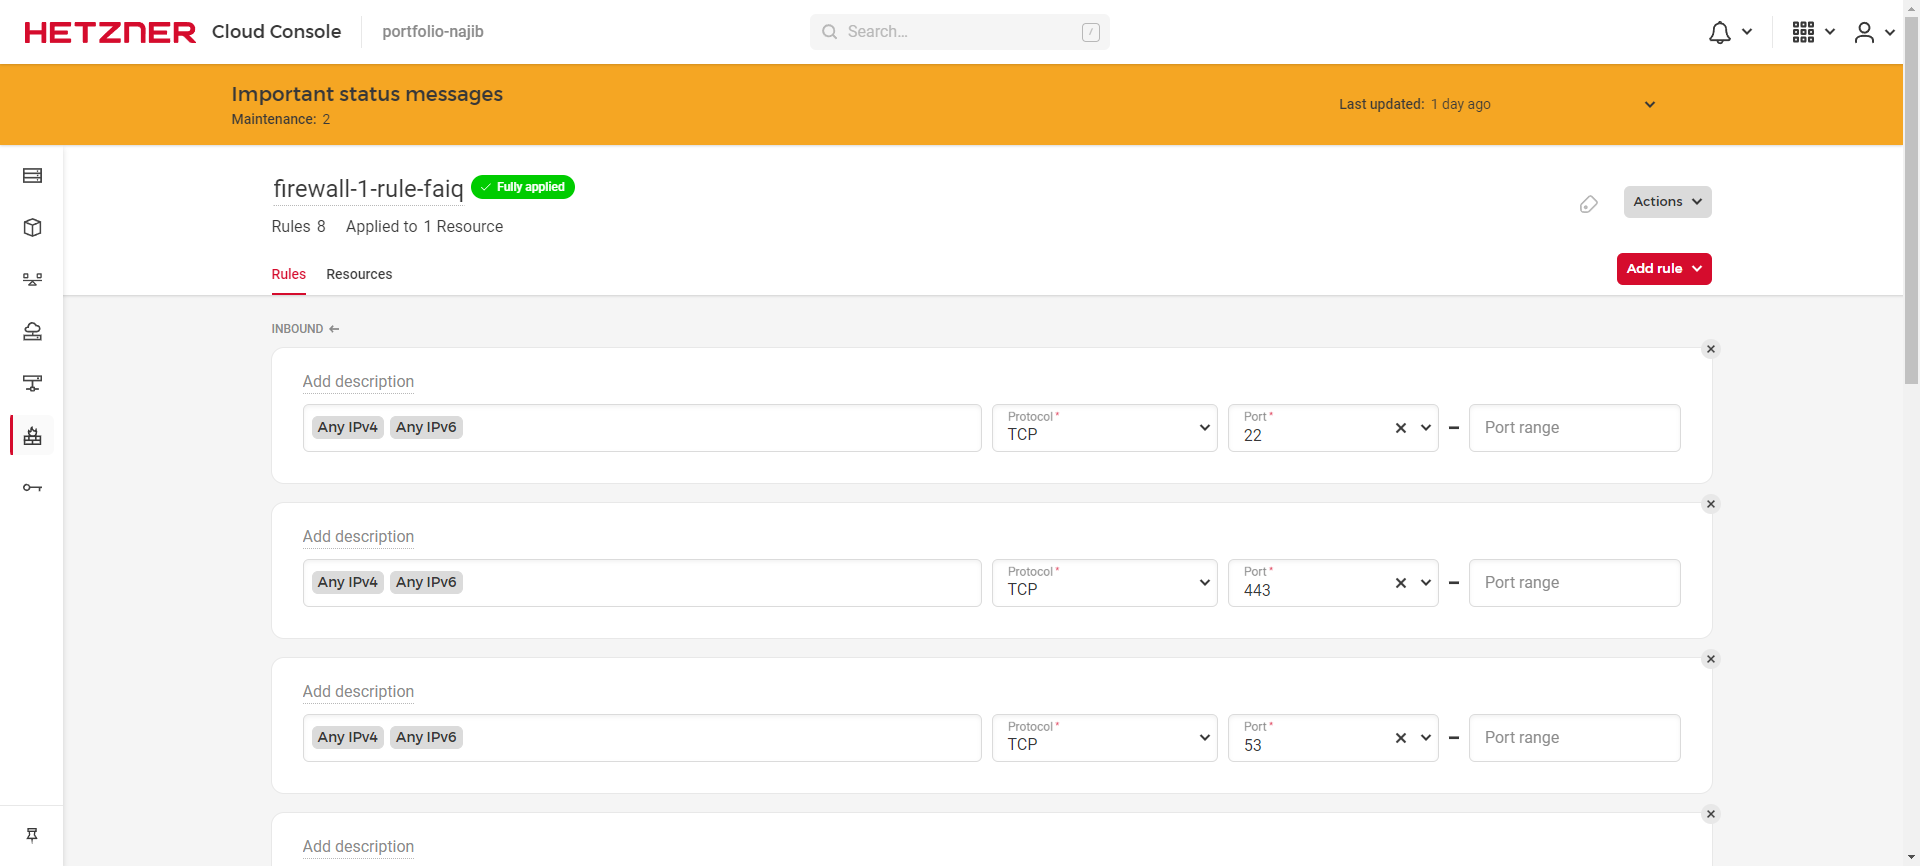 HETZNER Cloud Console portfolio-najib Search... /
Important status messages
Maintenance: 2
Last updated: 1 day ago
firewall-1-rule-faiq Fully applied
Actions
Rules 8 Applied to 1 Resource
Rules Resources
Add rule
INBOUND ←
Add description
Any IPv4 Any IPv6 Protocol * TCP Port * 22 – Port range
Add description
Any IPv4 Any IPv6 Protocol * TCP Port * 443 – Port range
Add description
Any IPv4 Any IPv6 Protocol * TCP Port * 53 – Port range
Add description